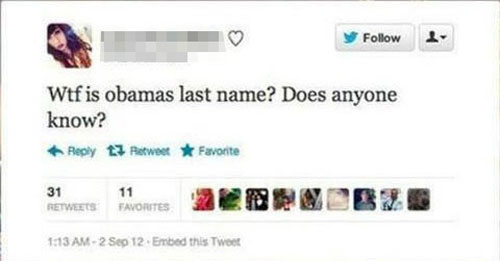 Follow
Wtf is obamas last name? Does anyone
know?
Reply Retweet Favorite
31 11
RETWEETS FAVORITES
1:13 AM - 2 Sep 12 · Embed this Tweet